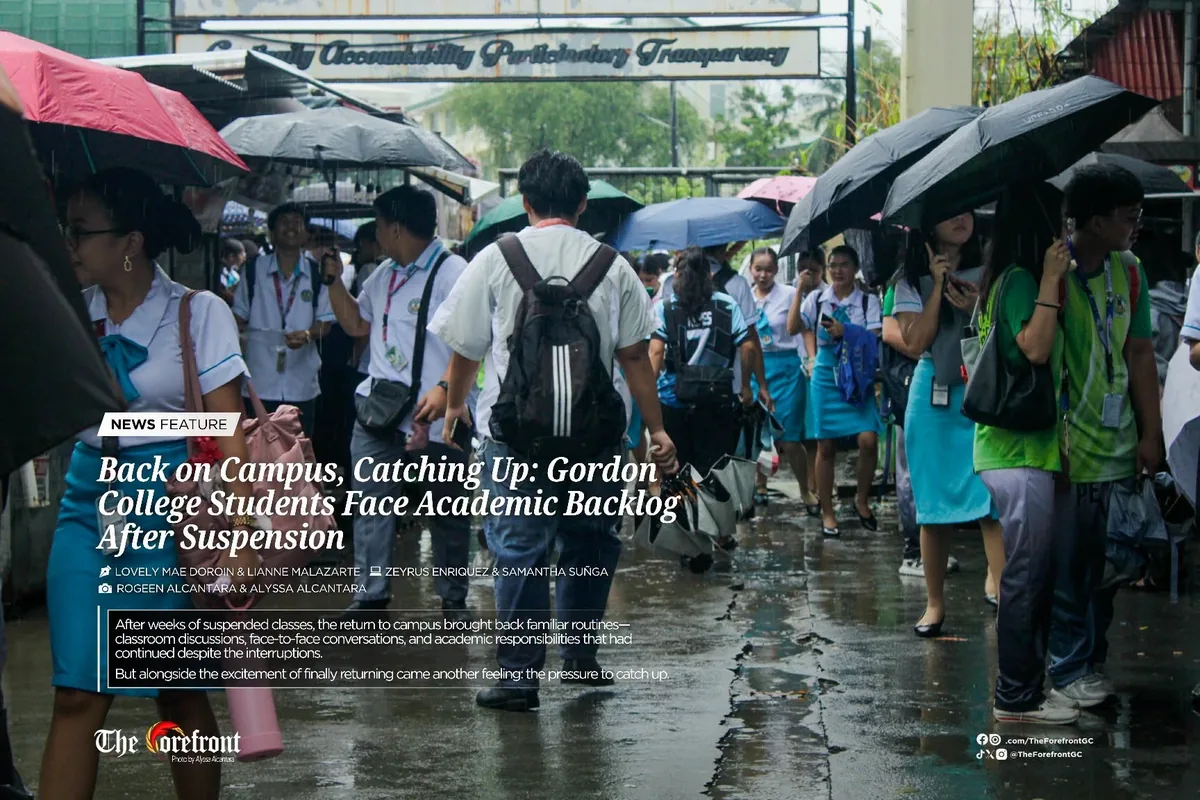 Accountability Participatory Transparency
NEWS FEATURE
Back on Campus, Catching Up: Gordon
College Students Face Academic Backlog
After Suspension
LOVELY MAE DOROIN & LIANNE MALAZARTE ZEYRUS ENRIQUEZ & SAMANTHA SUÑGA
ROGEEN ALCANTARA & ALYSSA ALCANTARA
After weeks of suspended classes, the return to campus brought back familiar routines—
classroom discussions, face-to-face conversations, and academic responsibilities that had
continued despite the interruptions.
But alongside the excitement of finally returning came another feeling: the pressure to catch up.
The Forefront
Photo by Alyssa Alcantara
.com/TheForefrontGC
@TheForefrontGC